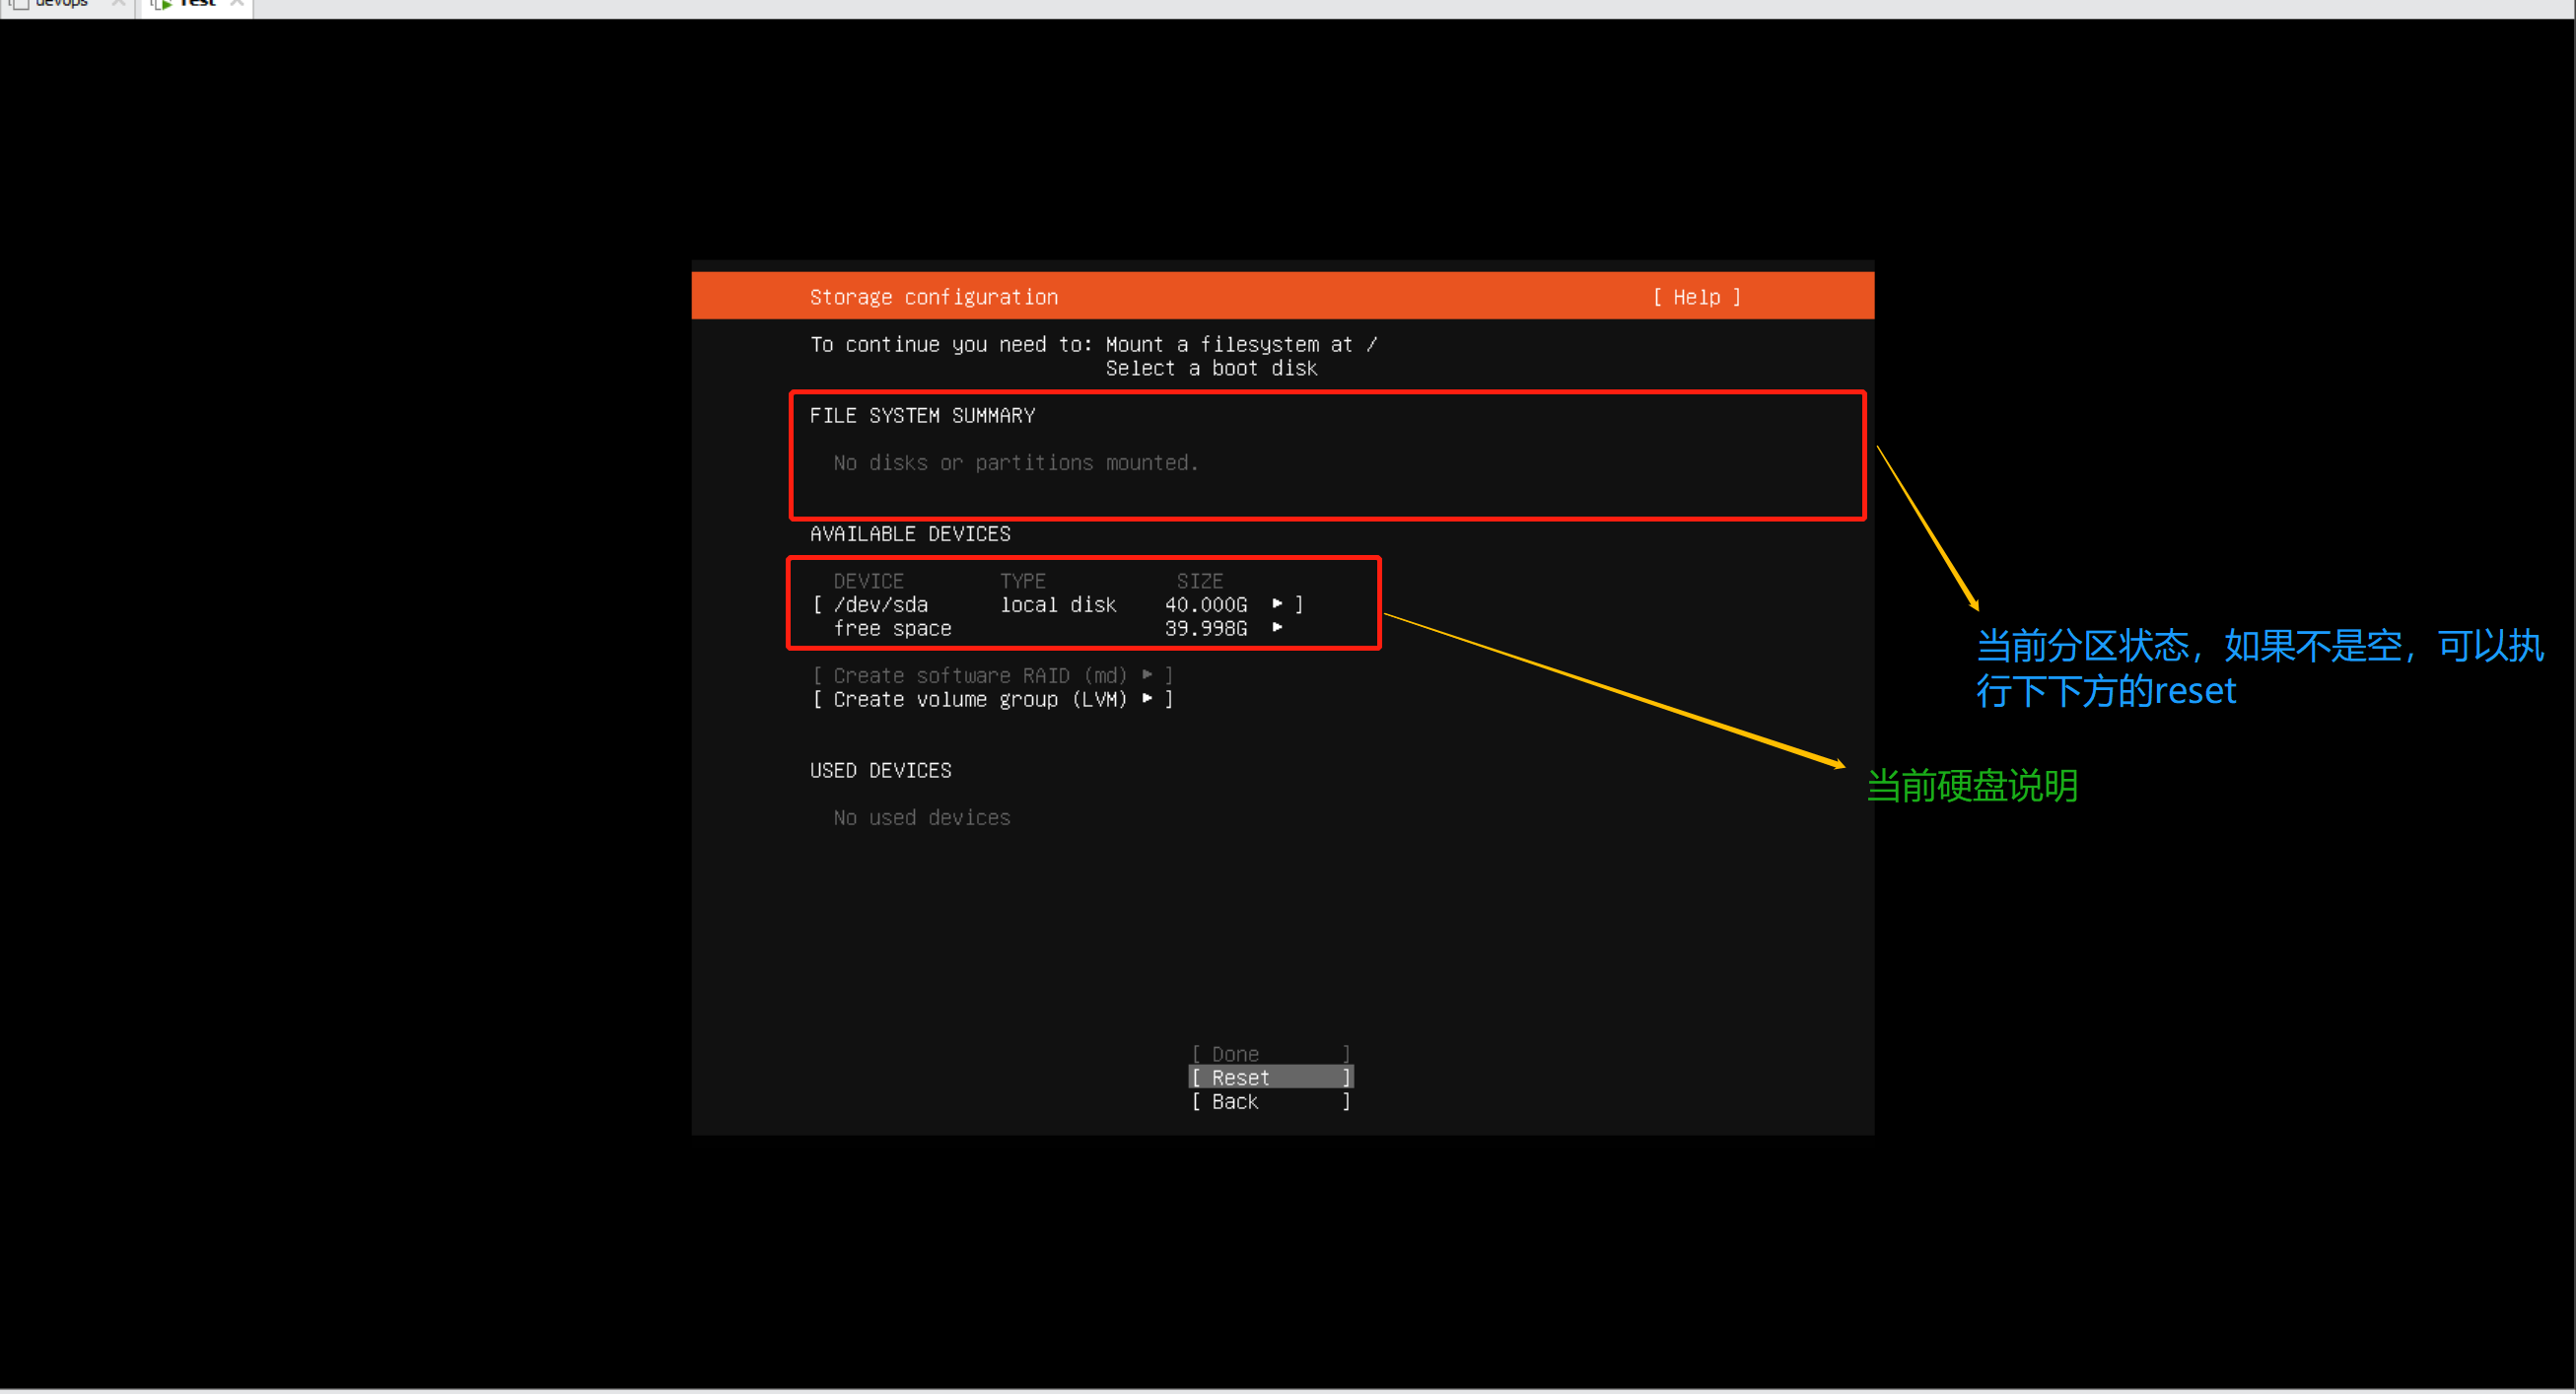 devops
Test
Storage configuration [ Help ]
To continue you need to: Mount a filesystem at /
Select a boot disk
FILE SYSTEM SUMMARY
No disks or partitions mounted.
AVAILABLE DEVICES
DEVICE TYPE SIZE
[ /dev/sda local disk 40.000G ► ]
free space 39.998G ►
[ Create software RAID (md) ► ]
[ Create volume group (LVM) ► ]
当前分区状态，如果不是空，可以执
行下下方的reset
当前硬盘说明
USED DEVICES
No used devices
[ Done ]
[ Reset ]
[ Back ]